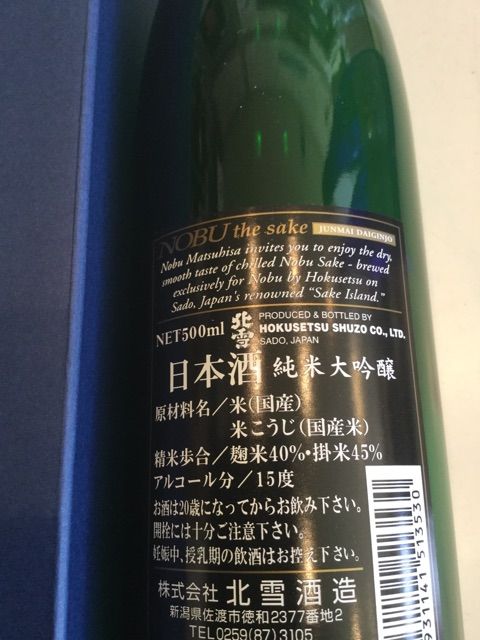 NOBU the sake JUNMAI DAIGINJO
Nobu Matsuhisa invites you to enjoy the dry,
smooth taste of chilled Nobu Sake - brewed
exclusively for Nobu by Hokusetsu on
Sado, Japan's renowned "Sake Island."
NET500ml 北雪 PRODUCED & BOTTLED BY
HOKUSETSU SHUZO CO., LTD.
SADO, JAPAN
日本酒 純米大吟醸
原材料名／米(国産)
米こうじ(国産米)
精米歩合／麹米40%・掛米45%
アルコール分／15度
お酒は20歳になってからお飲み下さい。
開栓には十分ご注意下さい。
妊娠中、授乳期の飲酒はお控え下さい。
株式会社 北雪酒造
新潟県佐渡市徳和2377番地2
TEL 0259(87)3105
931141 513530